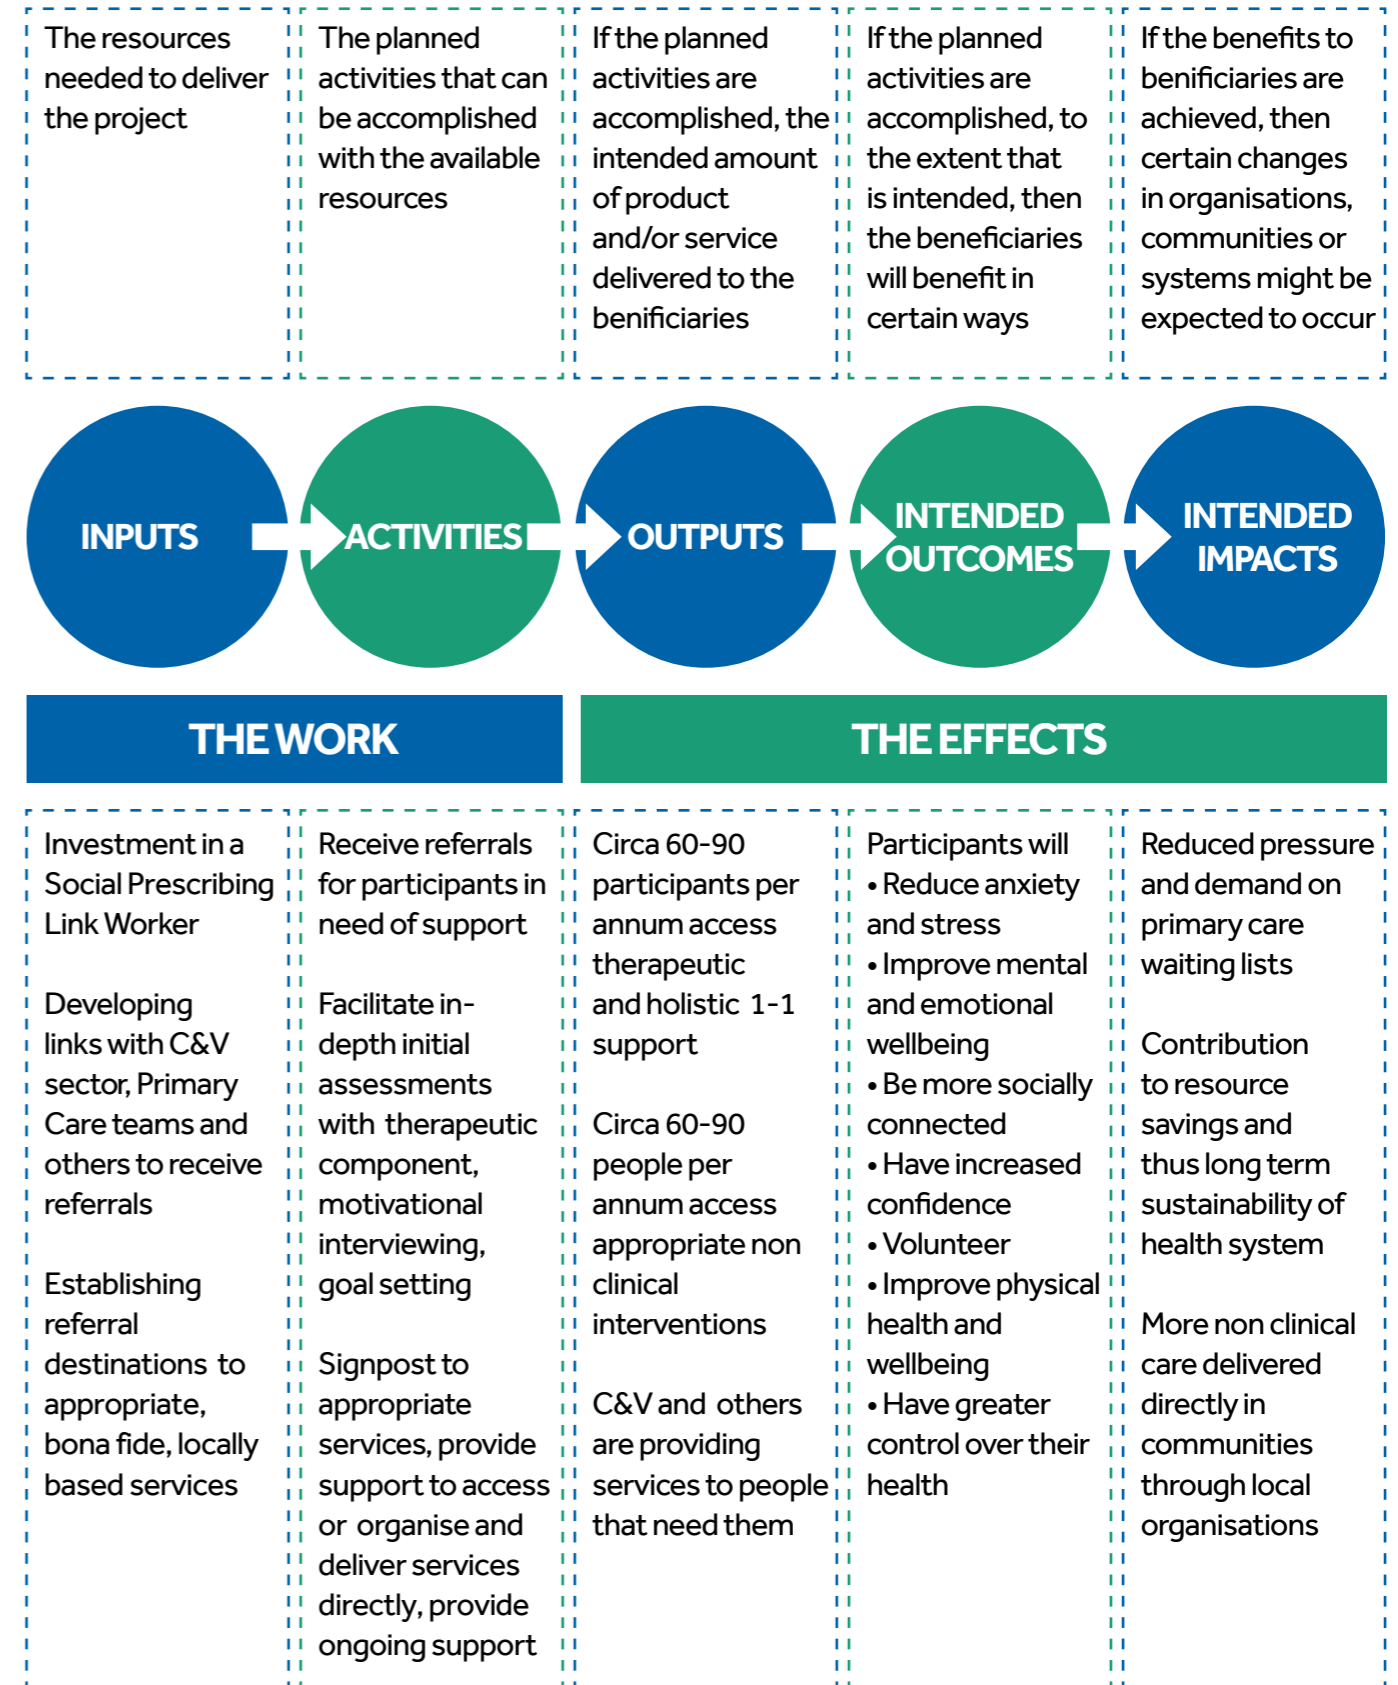 The resources
needed to deliver
the project
The planned
activities that can
be accomplished
with the available
resources
If the planned
activities are
accomplished, the
intended amount
of product
and/or service
delivered to the
benificiaries
If the planned
activities are
accomplished, to
the extent that
is intended, then
the beneficiaries
will benefit in
certain ways
If the benefits to
benificiaries are
achieved, then
certain changes
in organisations,
communities or
systems might be
expected to occur
INPUTS
ACTIVITIES
OUTPUTS
INTENDED
OUTCOMES
INTENDED
IMPACTS
THE WORK
THE EFFECTS
Investment in a
Social Prescribing
Link Worker
Developing
links with C&V
sector, Primary
Care teams and
others to receive
referrals
Establishing
referral
destinations to
appropriate,
bona fide, locally
based services
Receive referrals
for participants in
need of support
Facilitate in-
depth initial
assessments
with therapeutic
component,
motivational
interviewing,
goal setting
Signpost to
appropriate
services, provide
support to access
or organise and
deliver services
directly, provide
ongoing support
Circa 60-90
participants per
annum access
therapeutic
and holistic 1-1
support
Circa 60-90
people per
annum access
appropriate non
clinical
interventions
C&V and others
are providing
services to people
that need them
Participants will
• Reduce anxiety
and stress
• Improve mental
and emotional
wellbeing
• Be more socially
connected
• Have increased
confidence
• Volunteer
• Improve physical
health and
wellbeing
• Have greater
control over their
health
Reduced pressure
and demand on
primary care
waiting lists
Contribution
to resource
savings and
thus long term
sustainability of
health system
More non clinical
care delivered
directly in
communities
through local
organisations